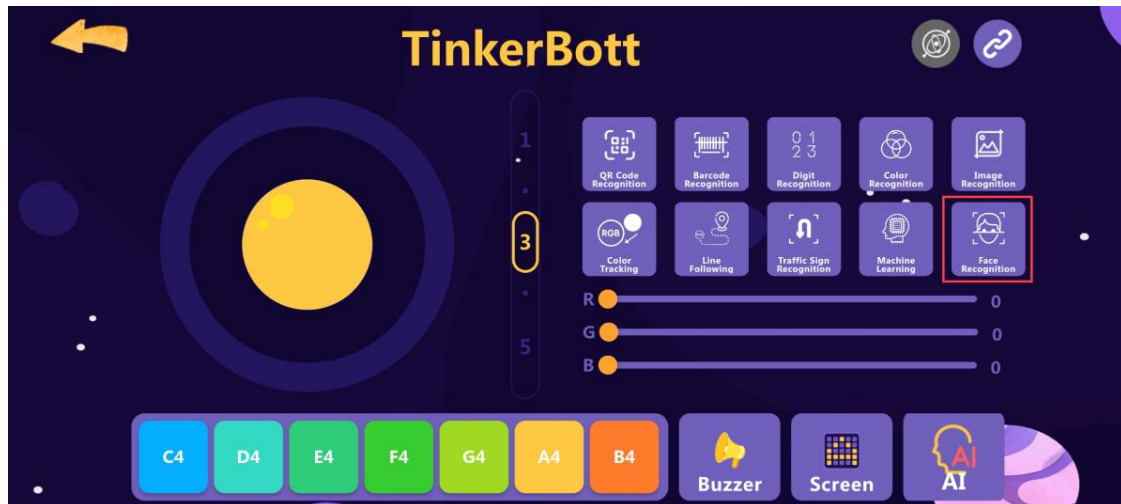 TinkerBott
1
3
5
QR Code
Recognition
Barcode
Recognition
0 1
2 3
Digit
Recognition
Color
Recognition
Image
Recognition
RGB
Color
Tracking
Line
Following
Traffic Sign
Recognition
Machine
Learning
Face
Recognition
R 0
G 0
B 0
C4 D4 E4 F4 G4 A4 B4
Buzzer
Screen
AI
AI